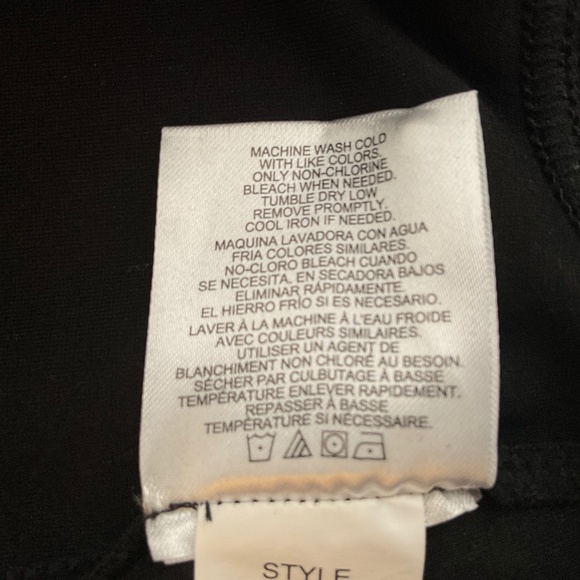 MACHINE WASH COLD
WITH LIKE COLORS.
ONLY NON-CHLORINE
BLEACH WHEN NEEDED.
TUMBLE DRY LOW
REMOVE PROMPTLY.
COOL IRON IF NEEDED.
MAQUINA LAVADORA CON AGUA
FRIA COLORES SIMILARES.
NO-CLORO BLEACH CUANDO
SE NECESITA. EN SECADORA BAJOS
ELIMINAR RÁPIDAMENTE.
EL HIERRO FRÍO SI ES NECESARIO.
LAVER À LA MACHINE À L'EAU FROIDE
AVEC COULEURS SIMILAIRES.
UTILISER UN AGENT DE
BLANCHIMENT NON CHLORÉ AU BESOIN.
SÉCHER PAR CULBUTAGE À BASSE
TEMPÉRATURE ENLEVER RAPIDEMENT.
REPASSER À BASSE
TEMPÉRATURE SI NÉCESSAIRE.
STYLE